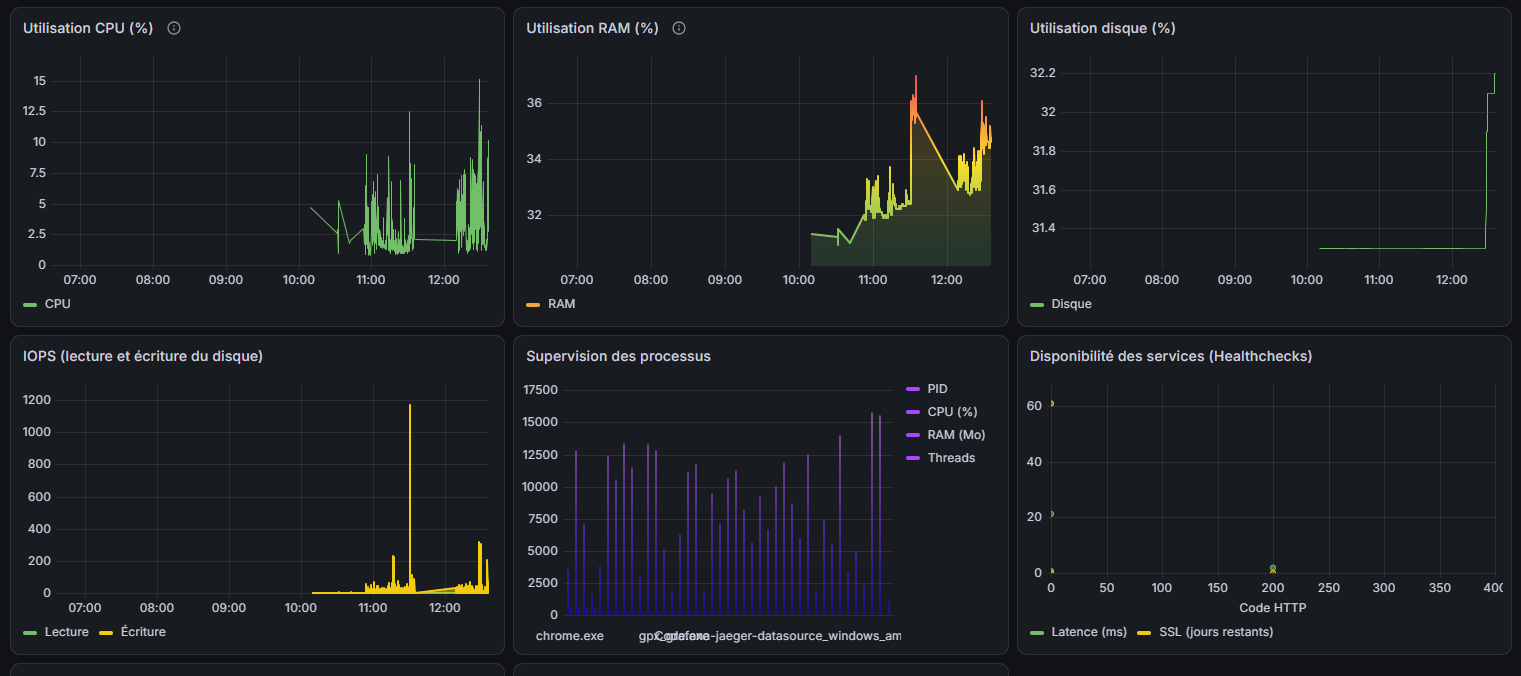 Utilisation CPU (%)
15
12.5
10
7.5
5
2.5
0
07:00 08:00 09:00 10:00 11:00 12:00
CPU
Utilisation RAM (%)
36
34
32
07:00 08:00 09:00 10:00 11:00 12:00
RAM
Utilisation disque (%)
32.2
32
31.8
31.6
31.4
07:00 08:00 09:00 10:00 11:00 12:00
Disque
IOPS (lecture et écriture du disque)
1200
1000
800
600
400
200
0
07:00 08:00 09:00 10:00 11:00 12:00
Lecture Écriture
Supervision des processus
17500
15000
12500
10000
7500
5000
2500
0
chrome.exe -jaeger-datasource_windows_am
PID
CPU (%)
RAM (Mo)
Threads
Disponibilité des services (Healthchecks)
60
40
20
0
0 50 100 150 200 250 300 350 400
Code HTTP
Latence (ms) SSL (jours restants)